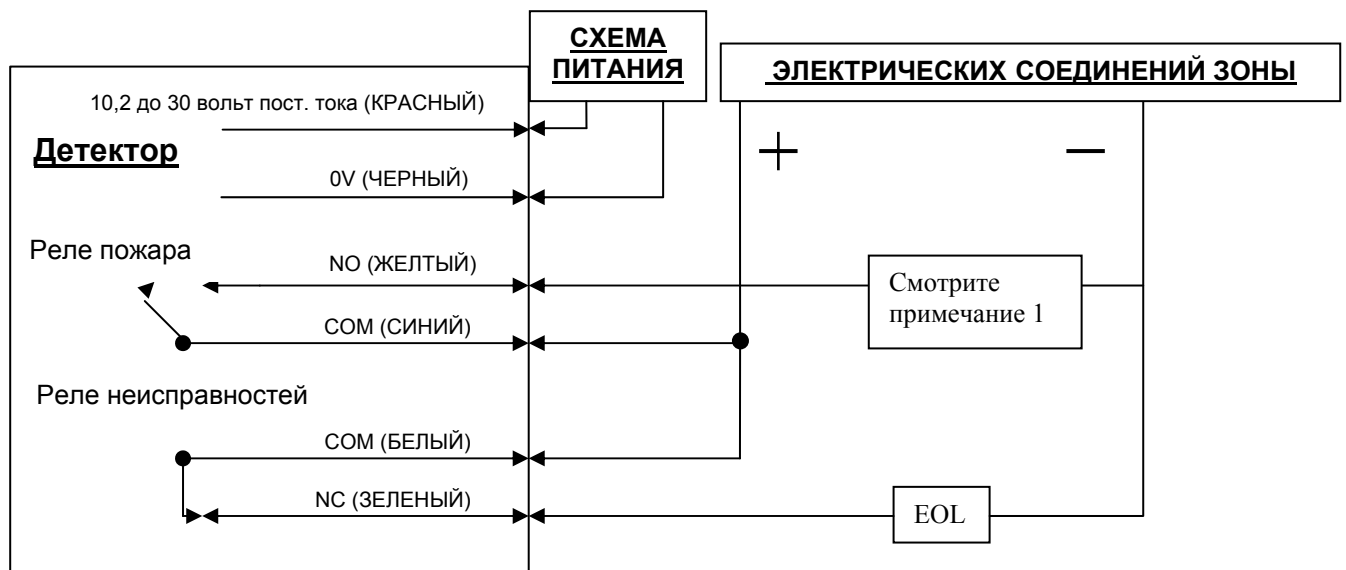 СХЕМА
ПИТАНИЯ
ЭЛЕКТРИЧЕСКИХ СОЕДИНЕНИЙ ЗОНЫ
10,2 до 30 вольт пост. тока (КРАСНЫЙ)
Детектор
+ −
0V (ЧЕРНЫЙ)
Реле пожара
NO (ЖЕЛТЫЙ)
Смотрите
примечание 1
COM (СИНИЙ)
Реле неисправностей
COM (БЕЛЫЙ)
NC (ЗЕЛЕНЫЙ)
EOL